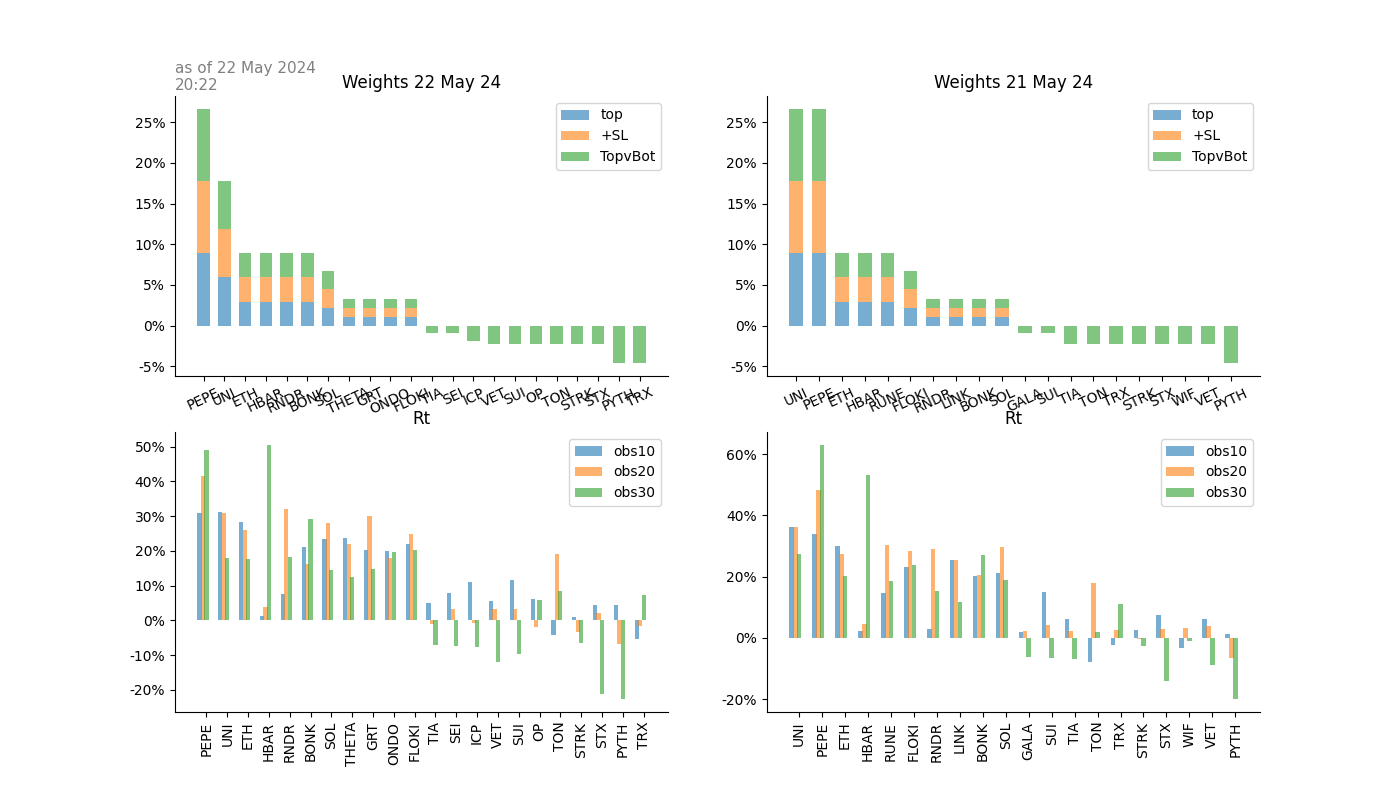 as of 22 May 2024
20:22
Weights 22 May 24
25%
20%
15%
10%
5%
0%
-5%
top
+SL
TopvBot
PEPE UNI ETH HBAR RNDR BONK SOL THETA GRT ONDO FLOKI TIA SEI ICP VET SUI OP TON STRK STX PYTH TRX
Weights 21 May 24
25%
20%
15%
10%
5%
0%
-5%
top
+SL
TopvBot
UNI PEPE ETH HBAR RUNE FLOKI RNDR LINK BONK SOL GALA SUI TIA TON TRX STRK STX WIF VET PYTH
Rt
50%
40%
30%
20%
10%
0%
-10%
-20%
obs10
obs20
obs30
PEPE UNI ETH HBAR RNDR BONK SOL THETA GRT ONDO FLOKI TIA SEI ICP VET SUI OP TON STRK STX PYTH TRX
Rt
60%
40%
20%
0%
-20%
obs10
obs20
obs30
UNI PEPE ETH HBAR RUNE FLOKI RNDR LINK BONK SOL GALA SUI TIA TON TRX STRK STX WIF VET PYTH